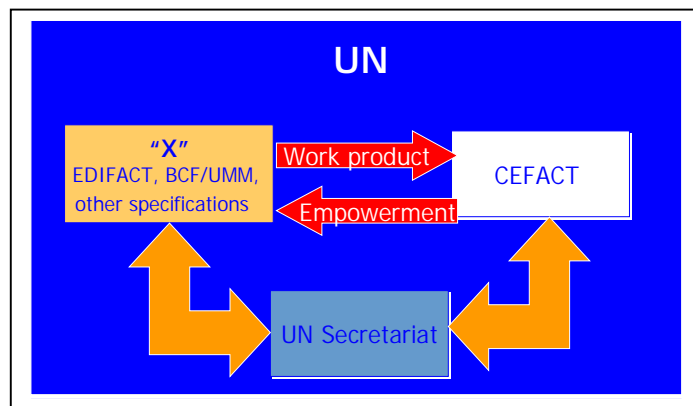 UN
“X”
EDIFACT, BCF/UMM,
other specifications
Work product
Empowerment
CEFACT
UN Secretariat